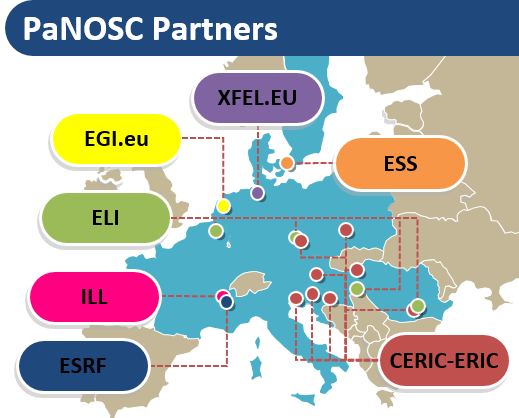 PaNOSC Partners
XFEL.EU
EGI.eu
ESS
ELI
ILL
ESRF
CERIC-ERIC